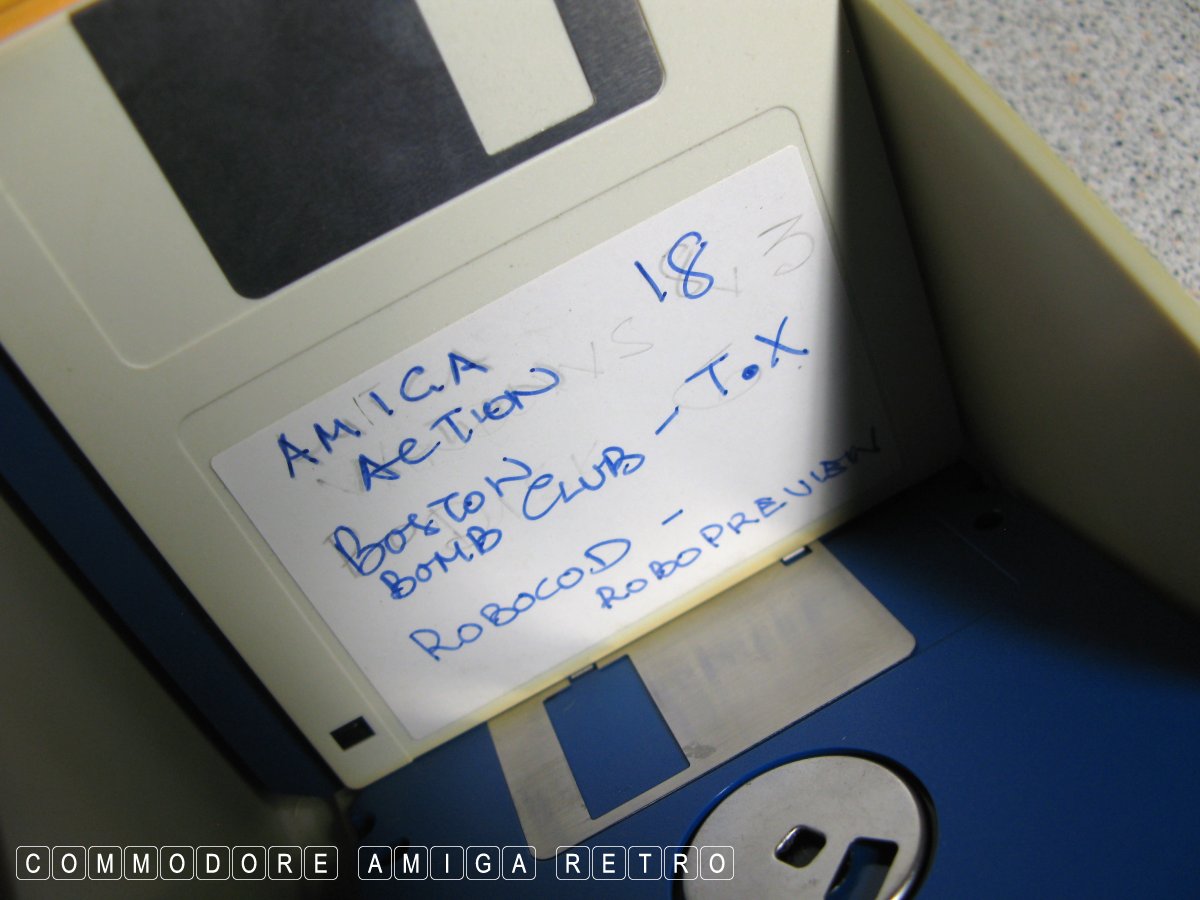 18
AMIGA
ACTION
BOSTON
BOMB CLUB - T.X
ROBOCOD -
ROBOPREVIEW
COMMODORE AMIGA RETRO